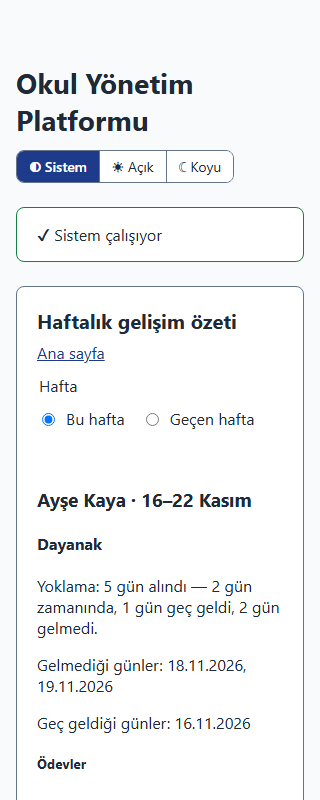 Okul Yönetim
Platformu
Sistem
Açık
Koyu
✓ Sistem çalışıyor
Haftalık gelişim özeti
Ana sayfa
Hafta
Bu hafta
Geçen hafta
Ayşe Kaya · 16–22 Kasım
Dayanak
Yoklama: 5 gün alındı — 2 gün
zamanında, 1 gün geç geldi, 2 gün
gelmedi.
Gelmediği günler: 18.11.2026,
19.11.2026
Geç geldiği günler: 16.11.2026
Ödevler